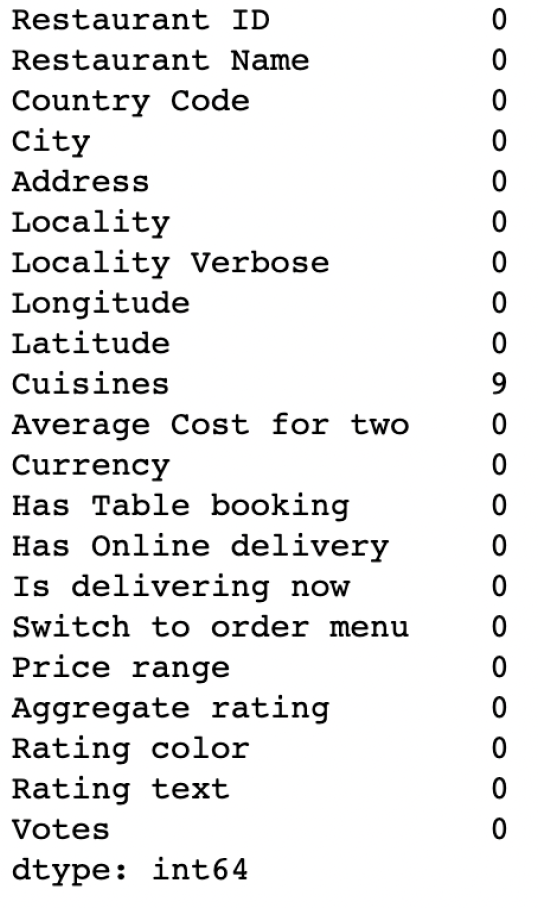 Restaurant ID 0
Restaurant Name 0
Country Code 0
City 0
Address 0
Locality 0
Locality Verbose 0
Longitude 0
Latitude 0
Cuisines 9
Average Cost for two 0
Currency 0
Has Table booking 0
Has Online delivery 0
Is delivering now 0
Switch to order menu 0
Price range 0
Aggregate rating 0
Rating color 0
Rating text 0
Votes 0
dtype: int64